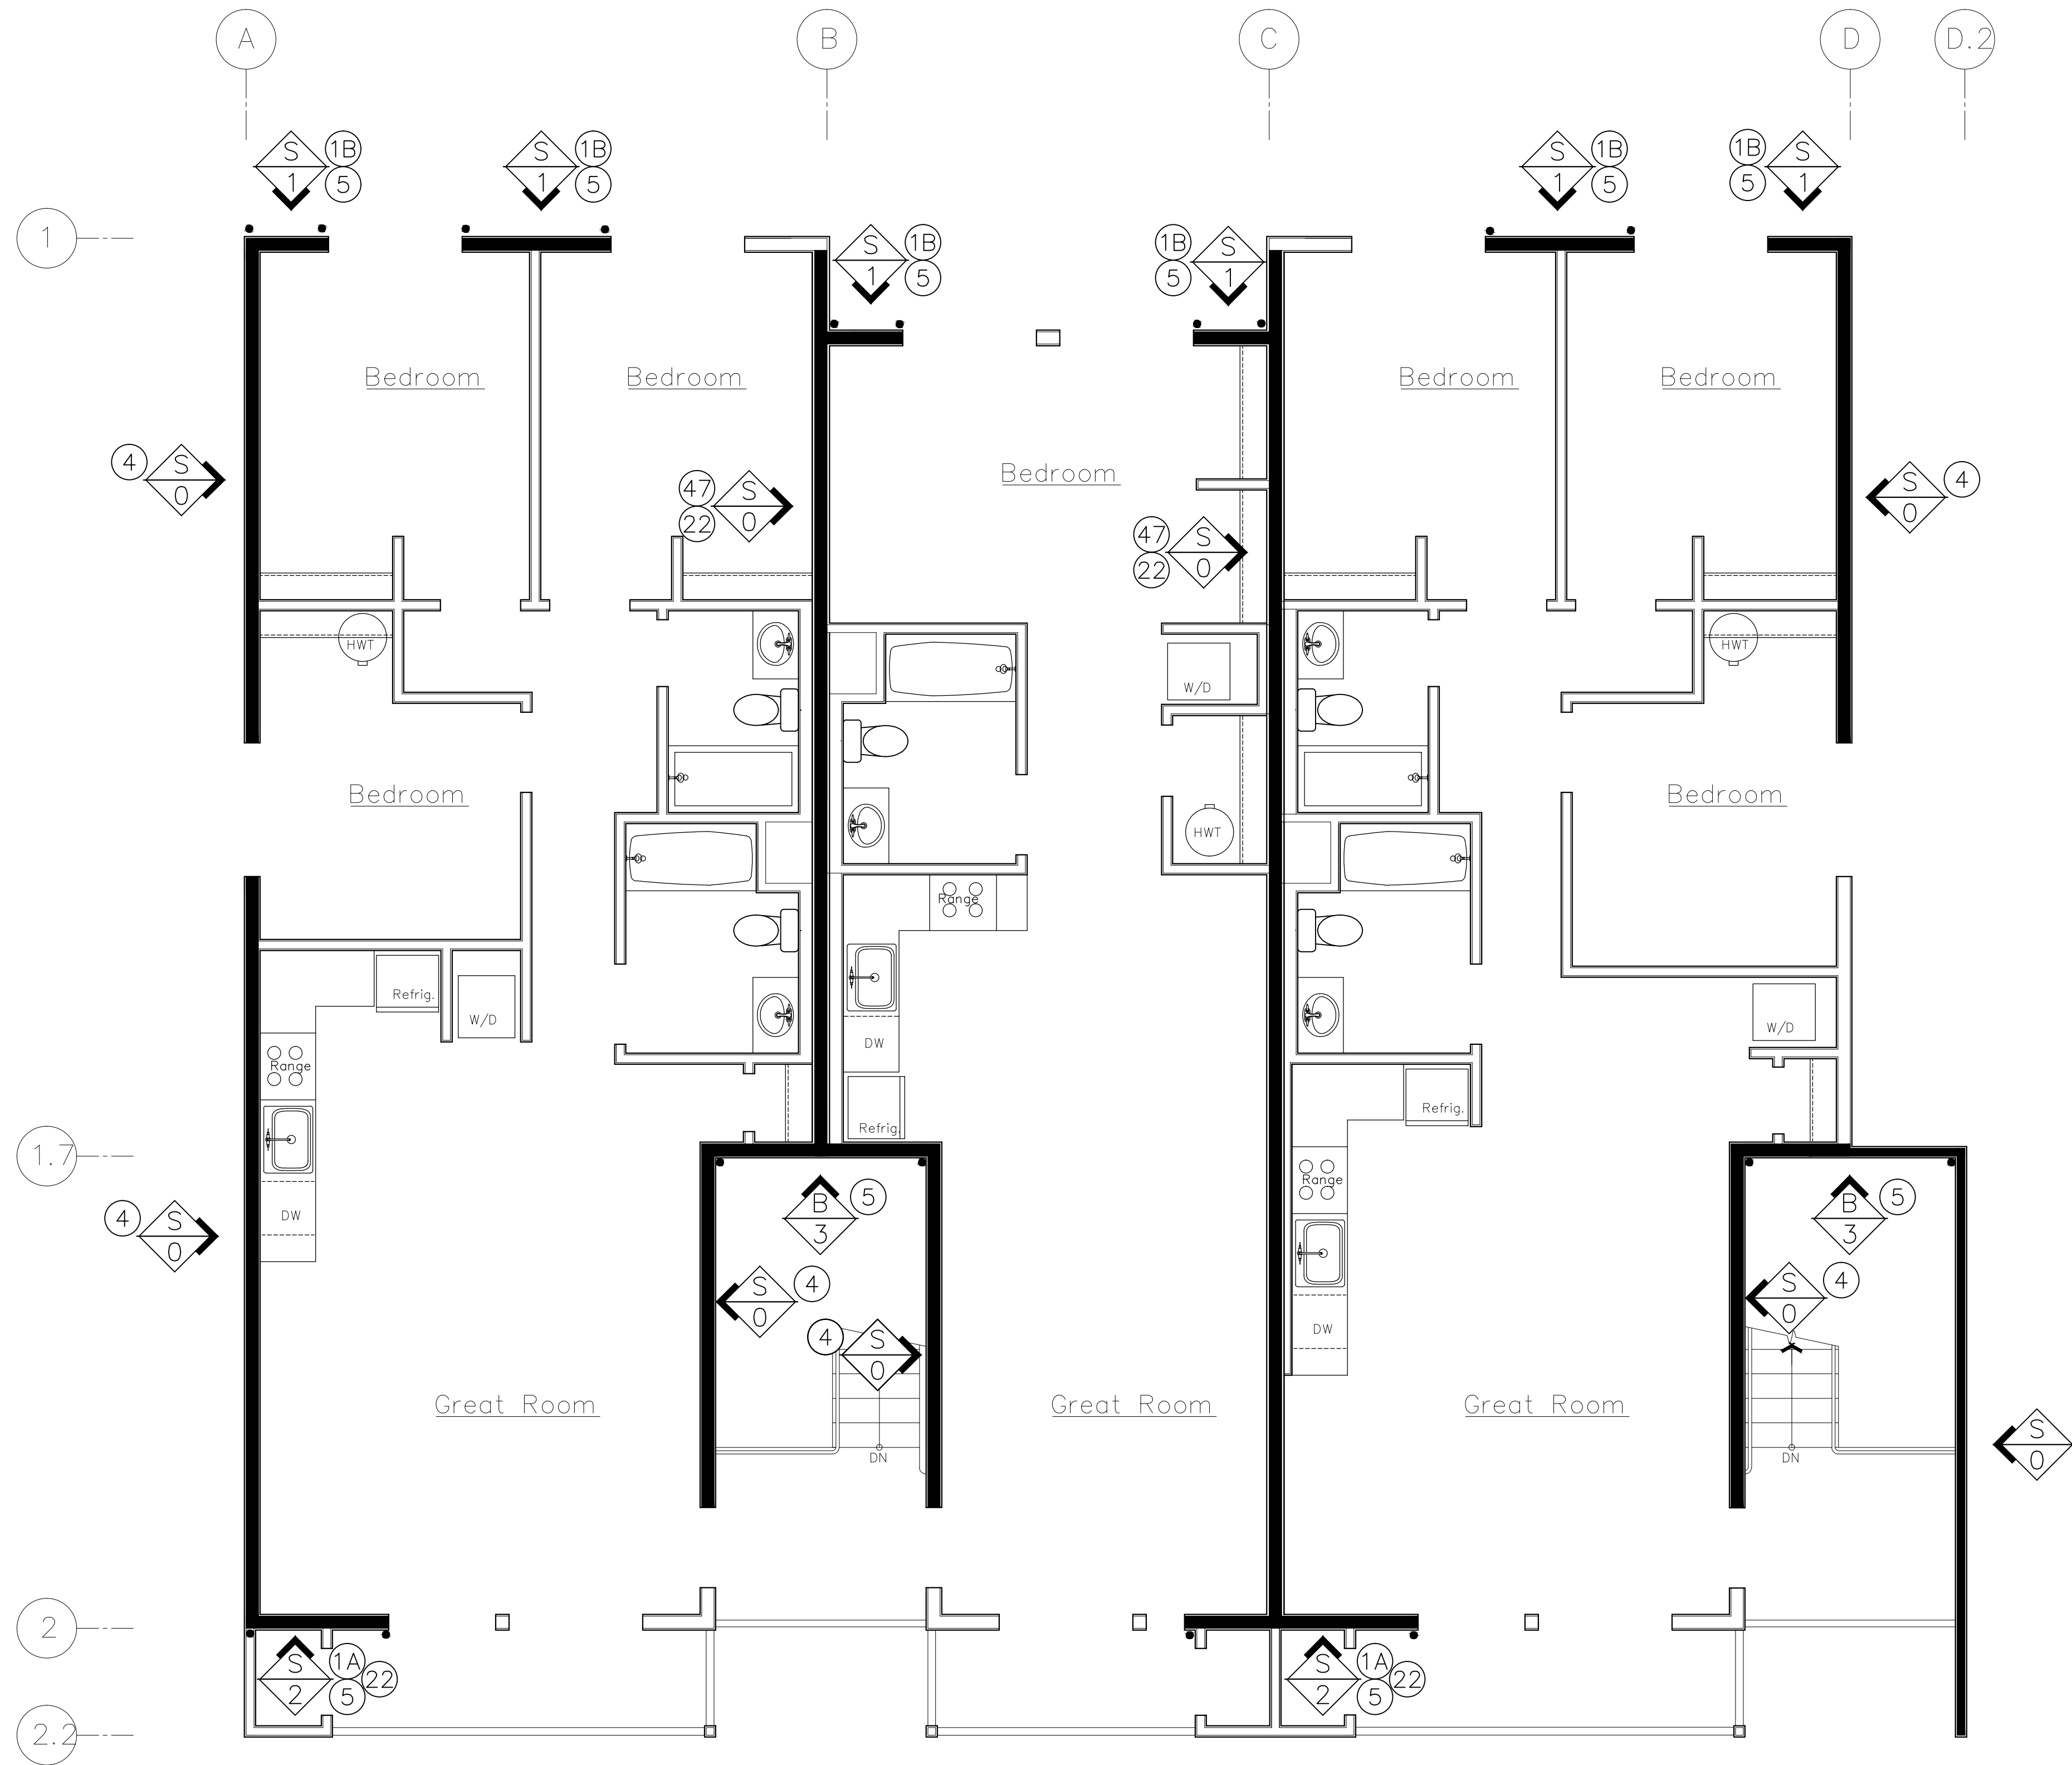 A B C D D.2
S 1B S 1B S 1B 1B S
1 5 1 5 1 5 5 1
1
S 1B 1B S
1 5 5 1
Bedroom Bedroom Bedroom Bedroom
4 S
0
Bedroom
S 4
0
47 S
22 0
47 S
22 0
HWT HWT
W/D
Bedroom Bedroom
HWT
Range
Refrig.
W/D
W/D
DW
Range
Refrig.
Refrig.
1.7
Range
B 5
3
B 5
3
4 S
0
DW
S 4
0
S 4
0
4 S
0
DW
Great Room Great Room Great Room
DN DN
S
0
2
S 1A 22
2 5
S 1A 22
2 5
2.2